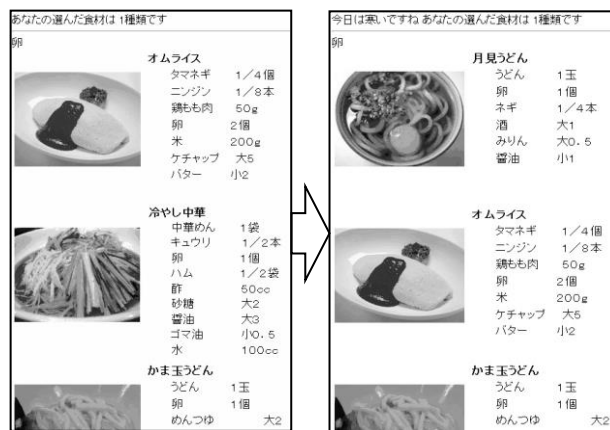 あなたの選んだ食材は 1種類です
卵
オムライス
タマネギ 1／4個
ニンジン 1／8本
鶏もも肉 50g
卵 2個
米 200g
ケチャップ 大5
バター 小2
冷やし中華
中華めん 1袋
キュウリ 1／2本
卵 1個
ハム 1／2袋
酢 50cc
砂糖 大2
醤油 大3
ゴマ油 小0.5
水 100cc
かま玉うどん
うどん 1玉
卵 1個
めんつゆ 大2
今日は寒いですね あなたの選んだ食材は 1種類です
卵
月見うどん
うどん 1玉
卵 1個
ネギ 1／4本
酒 大1
みりん 大0.5
醤油 小1
オムライス
タマネギ 1／4個
ニンジン 1／8本
鶏もも肉 50g
卵 2個
米 200g
ケチャップ 大5
バター 小2
かま玉うどん
うどん 1玉
卵 1個
めんつゆ 大2